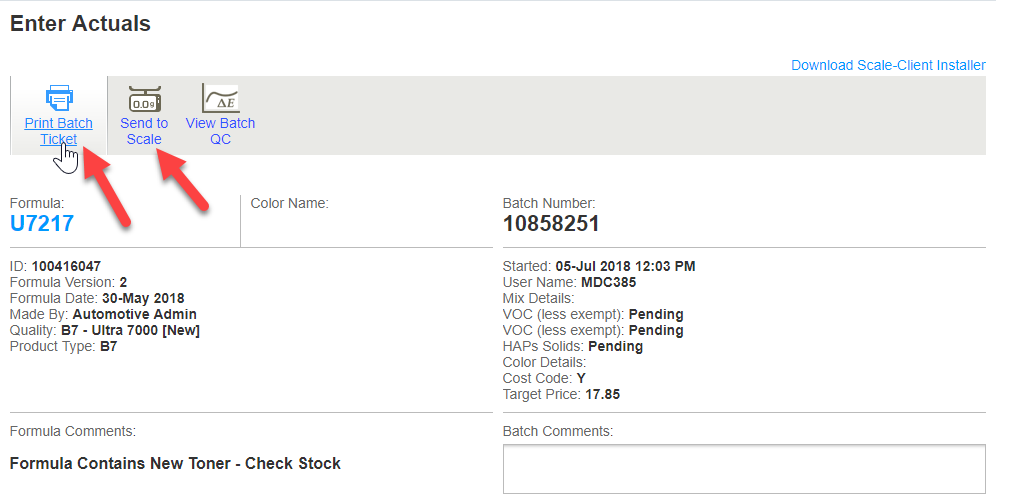 Enter Actuals
Download Scale-Client Installer
0.0g
ΔE
Print Batch
Ticket
Send to
Scale
View Batch
QC
Formula:
U7217
Color Name:
Batch Number:
10858251
ID: 100416047
Formula Version: 2
Formula Date: 30-May 2018
Made By: Automotive Admin
Quality: B7 - Ultra 7000 [New]
Product Type: B7
Started: 05-Jul 2018 12:03 PM
User Name: MDC385
Mix Details:
VOC (less exempt): Pending
VOC (less exempt): Pending
HAPs Solids: Pending
Color Details:
Cost Code: Y
Target Price: 17.85
Formula Comments:
Formula Contains New Toner - Check Stock
Batch Comments: